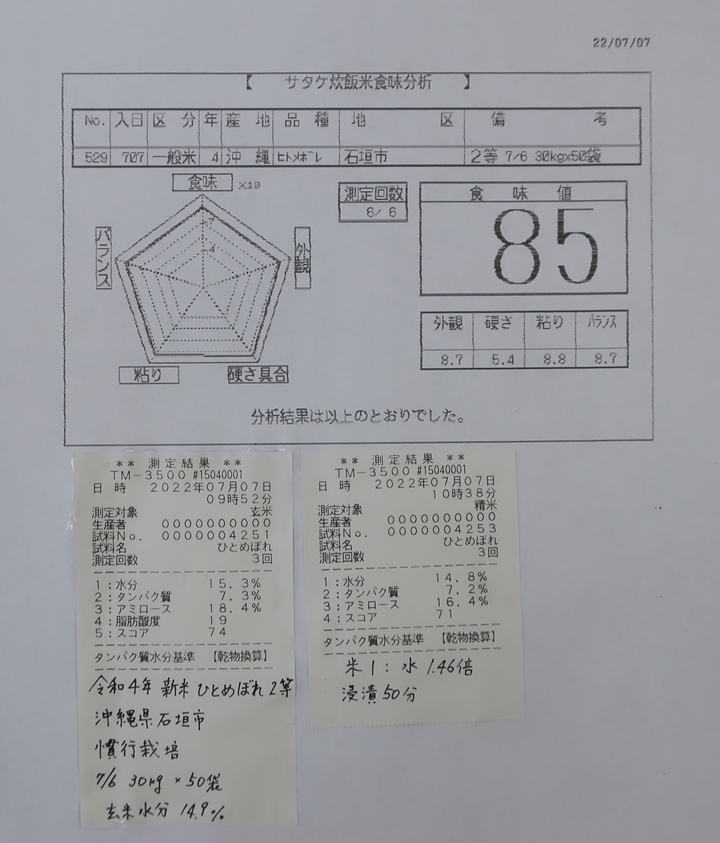 22/07/07
【 サタケ炊飯米食味分析 】
No. 入日 区分 年 産地 品種 地区 備考
529 707 一般米 4 沖縄 ヒトメボレ 石垣市 2等 7/6 30kgx50袋
食味 X10
7
4
バランス
外観
粘り
硬さ具合
測定回数
6/ 6
食味値
85
外観 硬さ 粘り バランス
8.7 5.4 8.8 8.7
分析結果は以上のとおりでした。
** 測定結果 **
TM-3500 #15040001
日 時 2022年07月07日
09時52分
測定対象 玄米
生産者 0000000000
試料No. 0000004251
試料名 ひとめぼれ
測定回数 3回
1:水分 15.3%
2:タンパク質 7.3%
3:アミロース 18.4%
4:脂肪酸度 19
5:スコア 74
タンパク質水分基準 【乾物換算】
令和4年 新米 ひとめぼれ 2等
沖縄県石垣市
慣行栽培
7/6 30kg × 50袋
玄米水分 14.9%
** 測定結果 **
TM-3500 #15040001
日 時 2022年07月07日
10時38分
測定対象 精米
生産者 0000000000
試料No. 0000004253
試料名 ひとめぼれ
測定回数 3回
1:水分 14.8%
2:タンパク質 7.2%
3:アミロース 16.4%
4:スコア 71
タンパク質水分基準 【乾物換算】
米1:水 1.46倍
浸漬50分